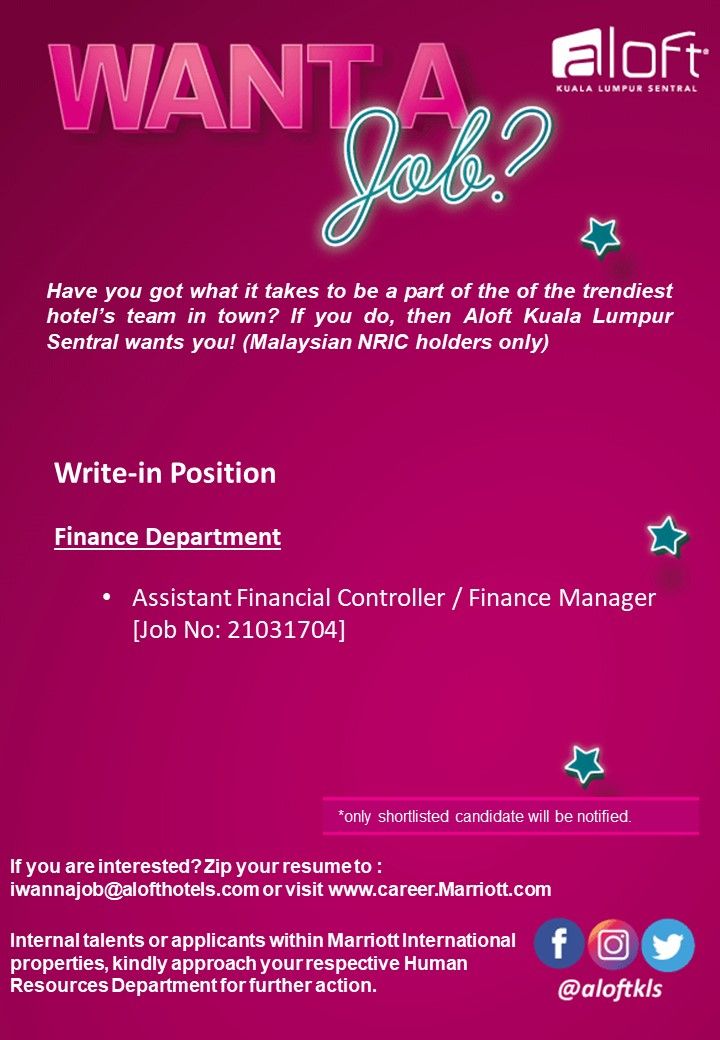 WANT A
Job?
aloft
KUALA LUMPUR SENTRAL
Have you got what it takes to be a part of the of the trendiest
hotel's team in town? If you do, then Aloft Kuala Lumpur
Sentral wants you! (Malaysian NRIC holders only)
Write-in Position
Finance Department
• Assistant Financial Controller / Finance Manager
[Job No: 21031704]
*only shortlisted candidate will be notified.
If you are interested? Zip your resume to :
iwannajob@alofthotels.com or visit www.career.Marriott.com
Internal talents or applicants within Marriott International
properties, kindly approach your respective Human
Resources Department for further action.
@aloftkls